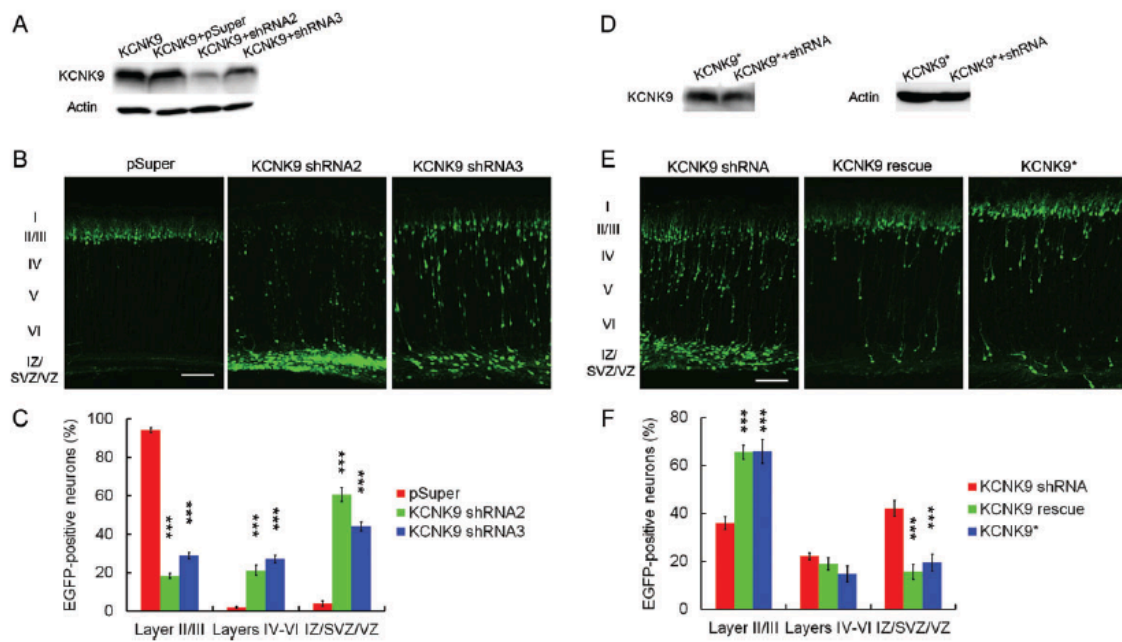 A
KCNK9
KCNK9+pSuper
KCNK9+shRNA2
KCNK9+shRNA3
KCNK9
Actin
B
pSuper
KCNK9 shRNA2
KCNK9 shRNA3
I
II/III
IV
V
VI
IZ/
SVZ/VZ
C
EGFP-positive neurons (%)
100
80
60
40
20
0
***
***
***
***
***
***
pSuper
KCNK9 shRNA2
KCNK9 shRNA3
Layer II/III
Layers IV-VI
IZ/SVZ/VZ
D
KCNK9*
KCNK9*+shRNA
KCNK9
KCNK9*
KCNK9*+shRNA
Actin
E
KCNK9 shRNA
KCNK9 rescue
KCNK9*
I
II/III
IV
V
VI
IZ/
SVZ/VZ
F
EGFP-positive neurons (%)
80
60
40
20
0
***
***
***
***
KCNK9 shRNA
KCNK9 rescue
KCNK9*
Layer II/III
Layers IV-VI
IZ/SVZ/VZ